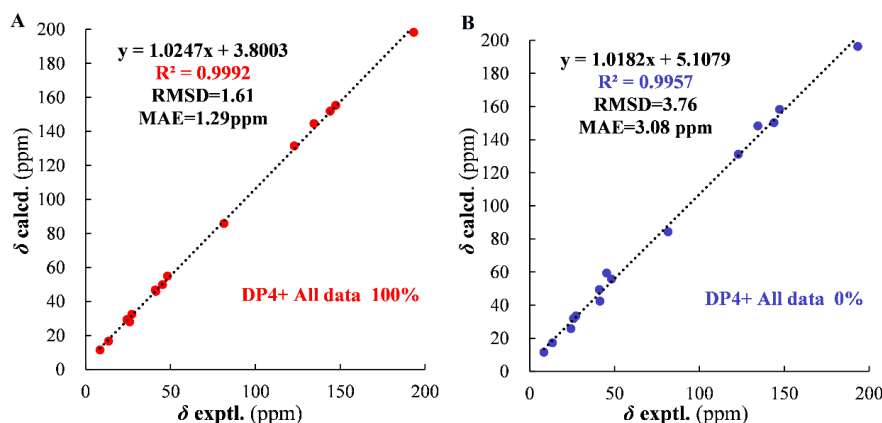 A
y = 1.0247x + 3.8003
R² = 0.9992
RMSD=1.61
MAE=1.29ppm
DP4+ All data 100%
δ calcd. (ppm)
200
180
160
140
120
100
80
60
40
20
0
0 50 100 150 200
δ exptl. (ppm)
B
y = 1.0182x + 5.1079
R² = 0.9957
RMSD=3.76
MAE=3.08 ppm
DP4+ All data 0%
δ calcd. (ppm)
200
180
160
140
120
100
80
60
40
20
0
0 50 100 150 200
δ exptl. (ppm)